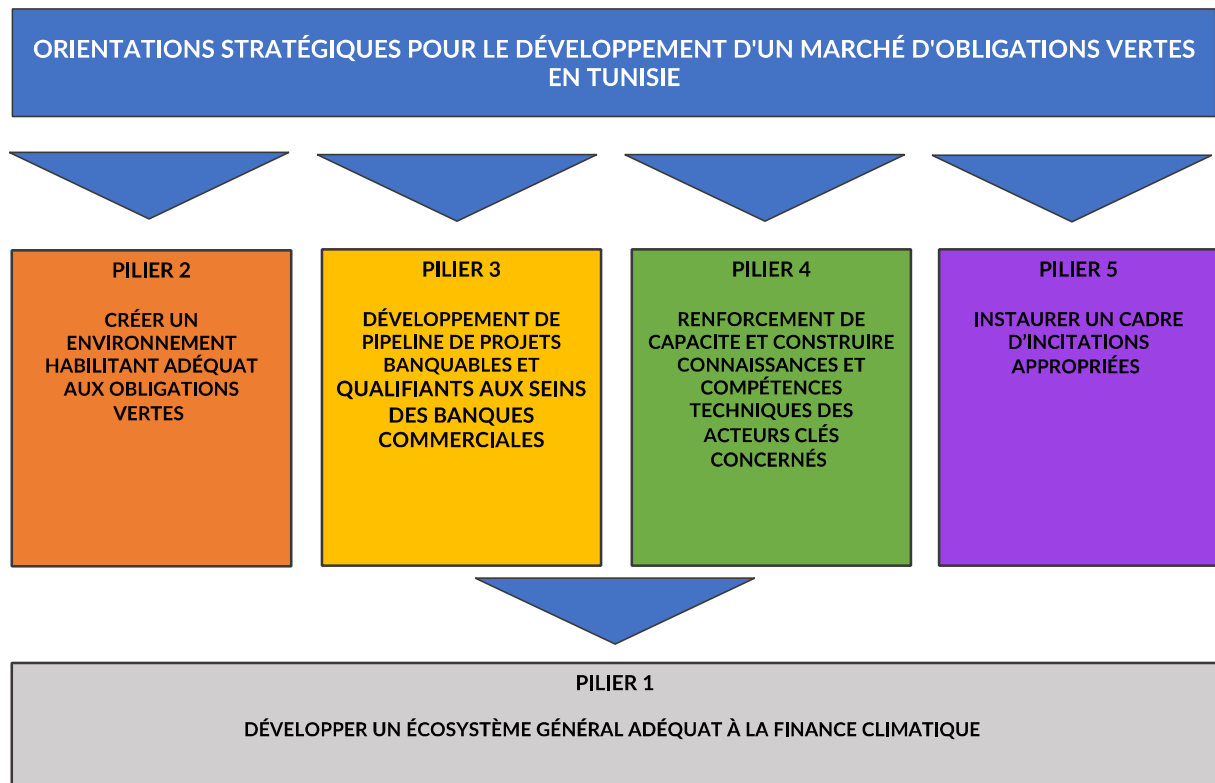 ORIENTATIONS STRATÉGIQUES POUR LE DÉVELOPPEMENT D'UN MARCHÉ D'OBLIGATIONS VERTES
EN TUNISIE
PILIER 2
CRÉER UN
ENVIRONNEMENT
HABILITANT ADÉQUAT
AUX OBLIGATIONS
VERTES
PILIER 3
DÉVELOPPEMENT DE
PIPELINE DE PROJETS
BANQUABLES ET
QUALIFIANTS AUX SEINS
DES BANQUES
COMMERCIALES
PILIER 4
RENFORCEMENT DE
CAPACITE ET CONSTRUIRE
CONNAISSANCES ET
COMPÉTENCES
TECHNIQUES DES
ACTEURS CLÉS
CONCERNÉS
PILIER 5
INSTAURER UN CADRE
D'INCITATIONS
APPROPRIÉES
PILIER 1
DÉVELOPPER UN ÉCOSYSTÈME GÉNÉRAL ADÉQUAT À LA FINANCE CLIMATIQUE